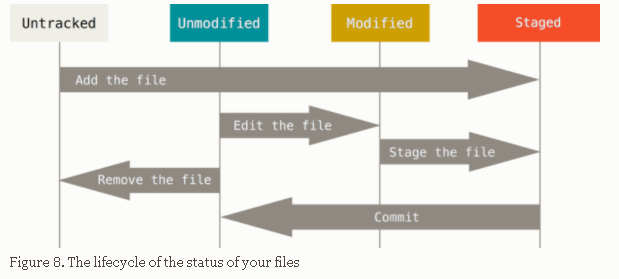 Untracked Unmodified Modified Staged
Add the file
Edit the file
Stage the file
Remove the file
Commit
Figure 8. The lifecycle of the status of your files